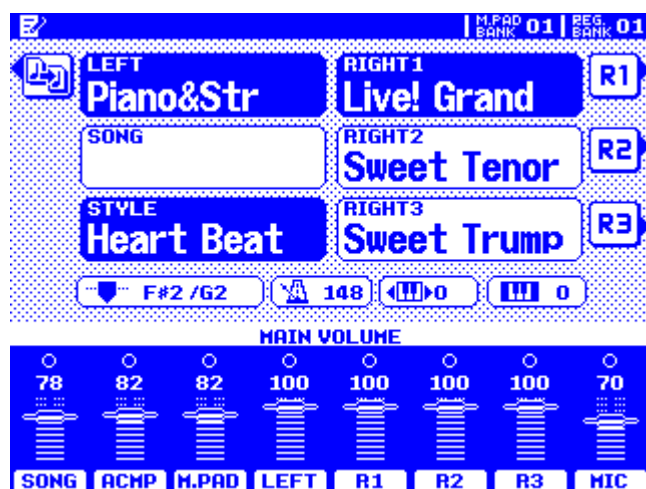 M.PAD BANK 01 REG. BANK 01
LEFT
Piano&Str
RIGHT1
Live! Grand
R1
SONG
RIGHT2
Sweet Tenor
R2
STYLE
Heart Beat
RIGHT3
Sweet Trump
R3
F#2 /G2
148
0
0
MAIN VOLUME
78 82 82 100 100 100 100 70
SONG ACMP M.PAD LEFT R1 R2 R3 MIC